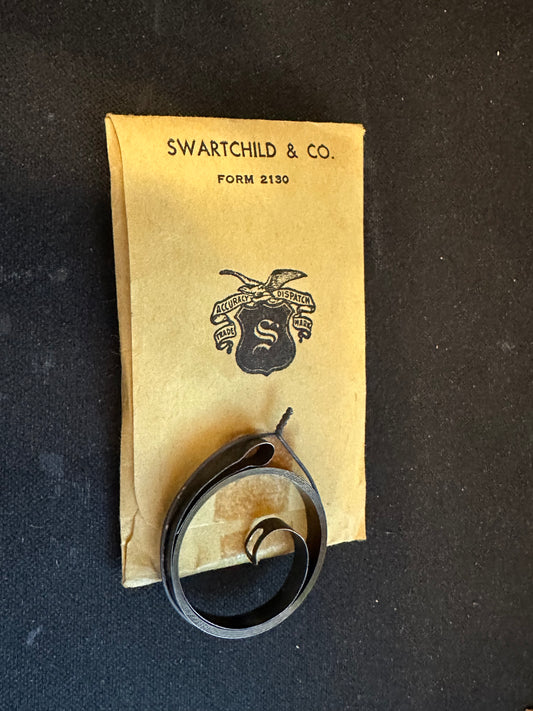 SWARTCHILD & CO.
FORM 2130
ACCURACY DISPATCH
TRADE MARK
S